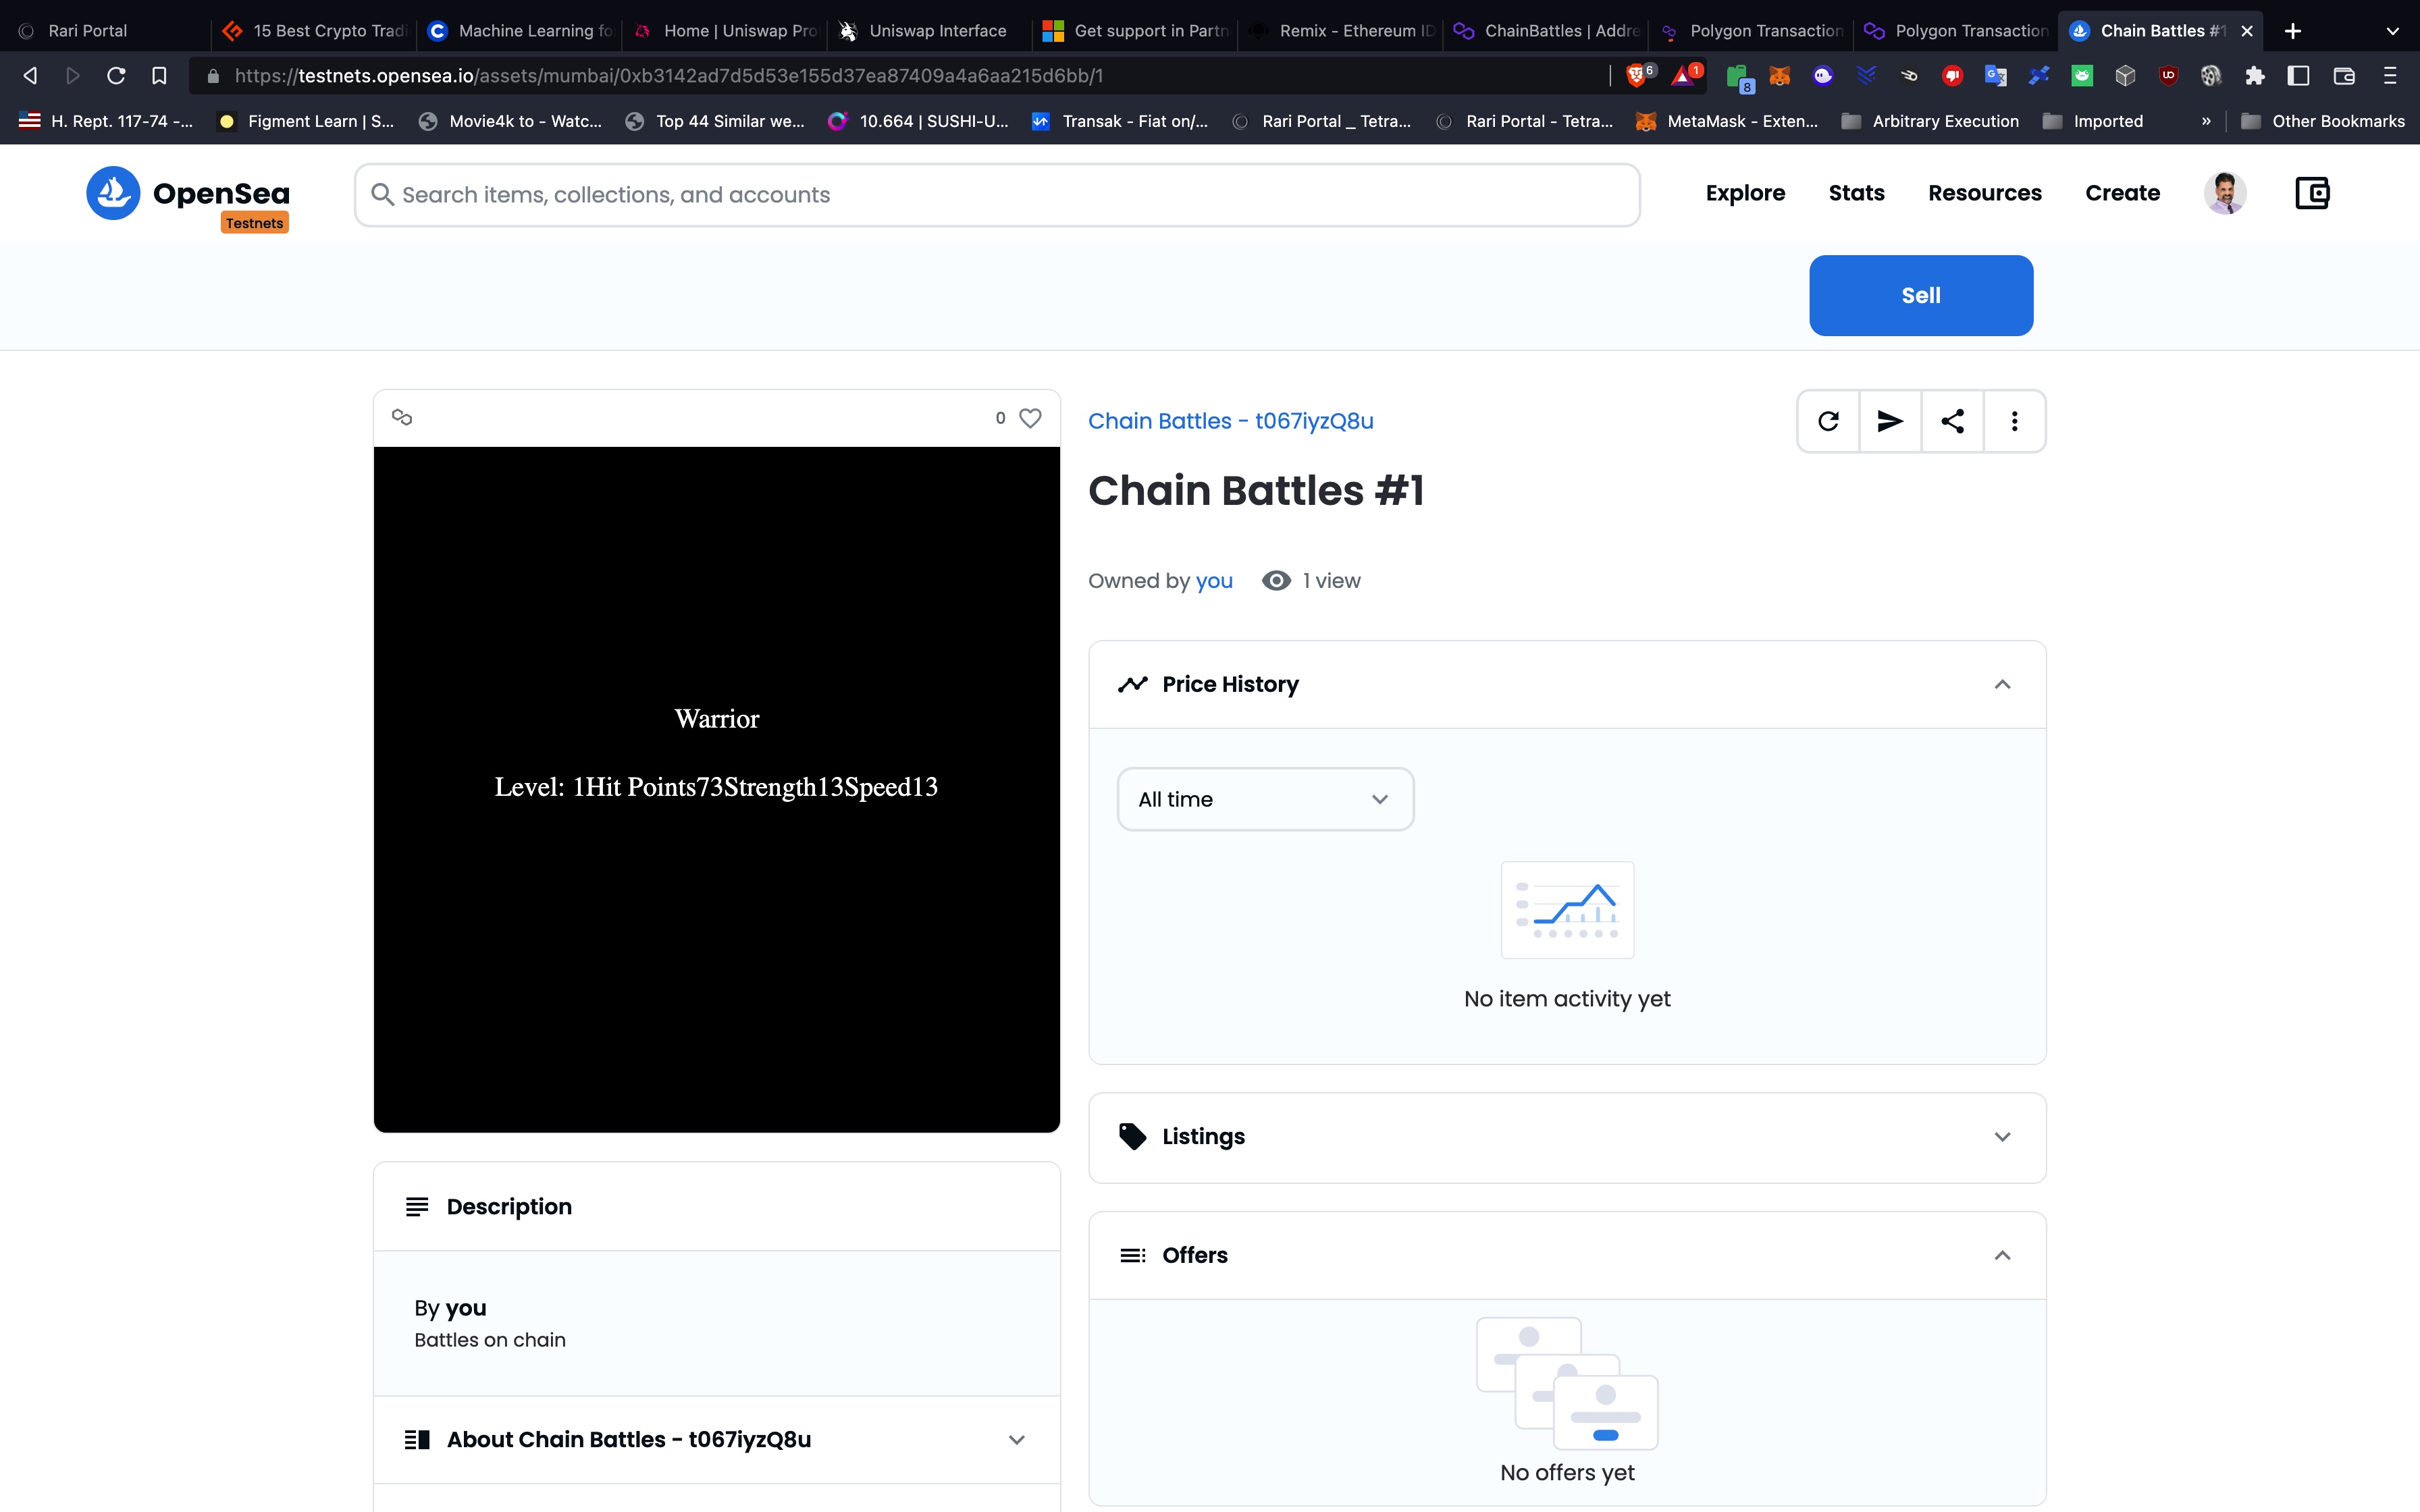 Rari Portal
15 Best Crypto Tradi
Machine Learning fo
Home | Uniswap Pro
Uniswap Interface
Get support in Partn
Remix - Ethereum ID
ChainBattles | Addre
Polygon Transaction
Polygon Transaction
Chain Battles #1
https://testnets.opensea.io/assets/mumbai/0xb3142ad7d5d53e155d37ea87409a4a6aa215d6bb/1
6
1
8
H. Rept. 117-74 -...
Figment Learn | S...
Movie4k to - Watc...
Top 44 Similar we...
10.664 | SUSHI-U...
Transak - Fiat on/...
Rari Portal _ Tetra...
Rari Portal - Tetra...
MetaMask - Exten...
Arbitrary Execution
Imported
»
Other Bookmarks
OpenSea
Testnets
Search items, collections, and accounts
Explore
Stats
Resources
Create
Sell
0
Warrior
Level: 1Hit Points73Strength13Speed13
Description
By you
Battles on chain
About Chain Battles - t067iyzQ8u
Chain Battles - t067iyzQ8u
Chain Battles #1
Owned by you
1 view
Price History
All time
No item activity yet
Listings
Offers
No offers yet